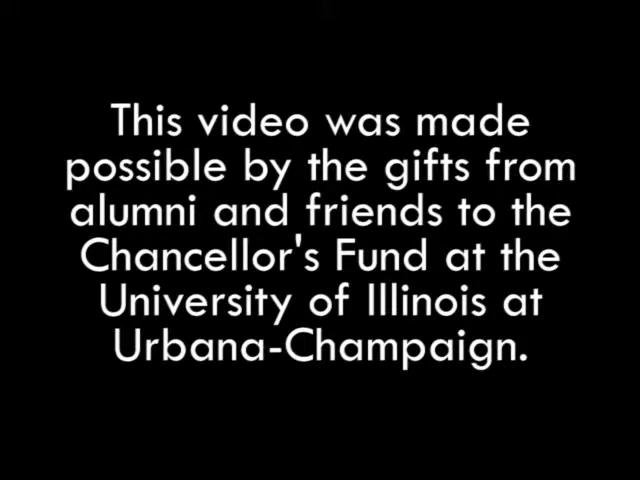 This video was made
possible by the gifts from
alumni and friends to the
Chancellor's Fund at the
University of Illinois at
Urbana-Champaign.